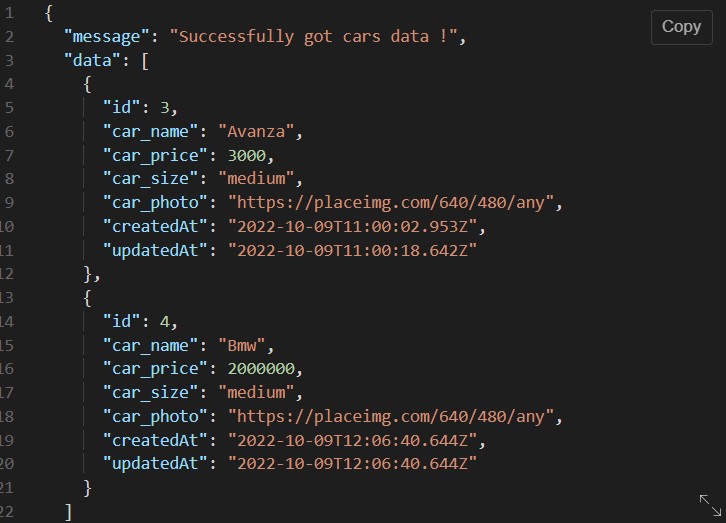 1 {
Copy
2 "message": "Successfully got cars data !",
3 "data": [
4 {
5 "id": 3,
6 "car_name": "Avanza",
7 "car_price": 3000,
8 "car_size": "medium",
9 "car_photo": "https://placeimg.com/640/480/any",
10 "createdAt": "2022-10-09T11:00:02.953Z",
11 "updatedAt": "2022-10-09T11:00:18.642Z"
12 },
13 {
14 "id": 4,
15 "car_name": "Bmw",
16 "car_price": 2000000,
17 "car_size": "medium",
18 "car_photo": "https://placeimg.com/640/480/any",
19 "createdAt": "2022-10-09T12:06:40.644Z",
20 "updatedAt": "2022-10-09T12:06:40.644Z"
21 }
22 ]